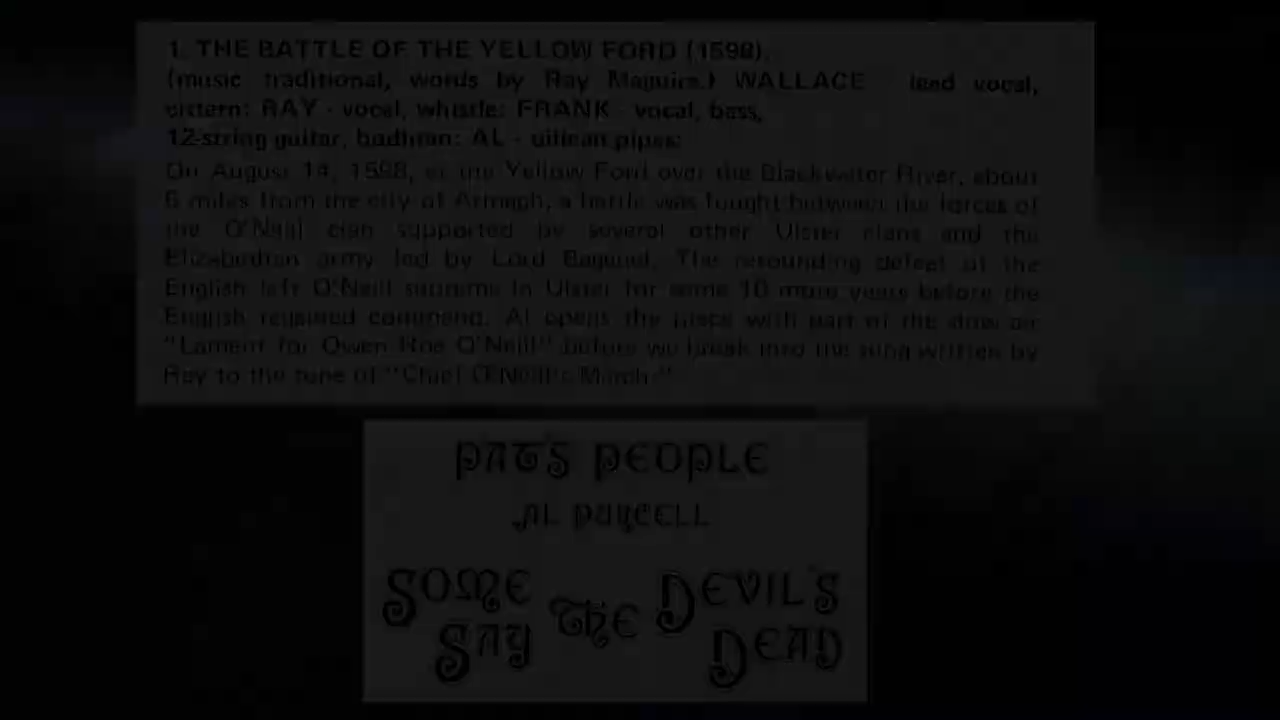 1. THE BATTLE OF THE YELLOW FORD (1598).
(music traditional, words by Ray Maguire.) WALLACE - lead vocal,
cittern: RAY - vocal, whistle: FRANK - vocal, bass,
12-string guitar, bodhran: AL - uillean pipes:
On August 14, 1598, at the Yellow Ford over the Blackwater River, about
miles from the city of Armagh, a battle was fought between the forces of
the O'Neill clan supported by several other Ulster clans and the
Elizabethan army led by Lord Bagenal. The resounding defeat of the
English left O'Neill supreme in Ulster for some 10 more years before the
English regained command. Al opens the piece with part of the slow air
"Lament for Owen Roe O'Neill" before we break into the song written by
Ray to the tune of "Chief O'Neill's March."
PAT'S PEOPLE
AL PURCELL
SOME SAY THE DEVIL'S DEAD